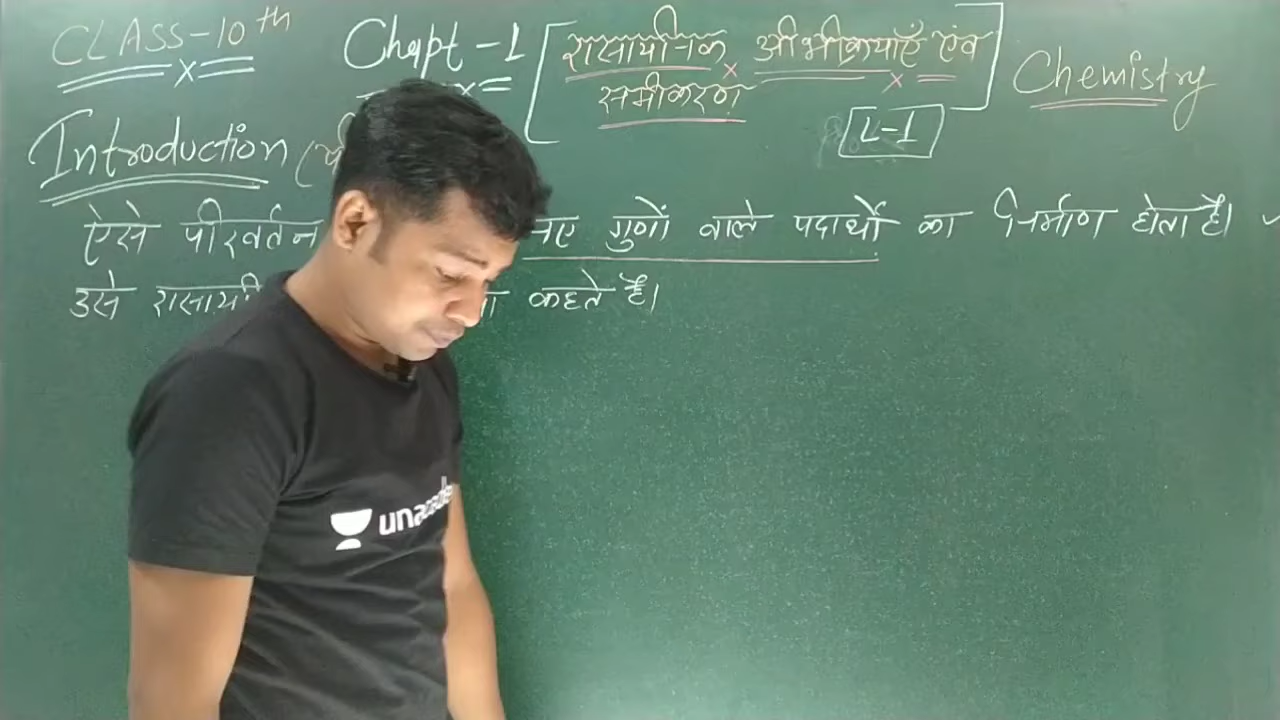 CLASS-10th Chapt-1 [रासायनिक अभिक्रियाएँ एवं Chemistry
समीकरण]
L-1
Introduction
ऐसे परिवर्तन नए गुणों वाले पदार्थों का निर्माण होता है।
उसे कहते हैं।
unacade